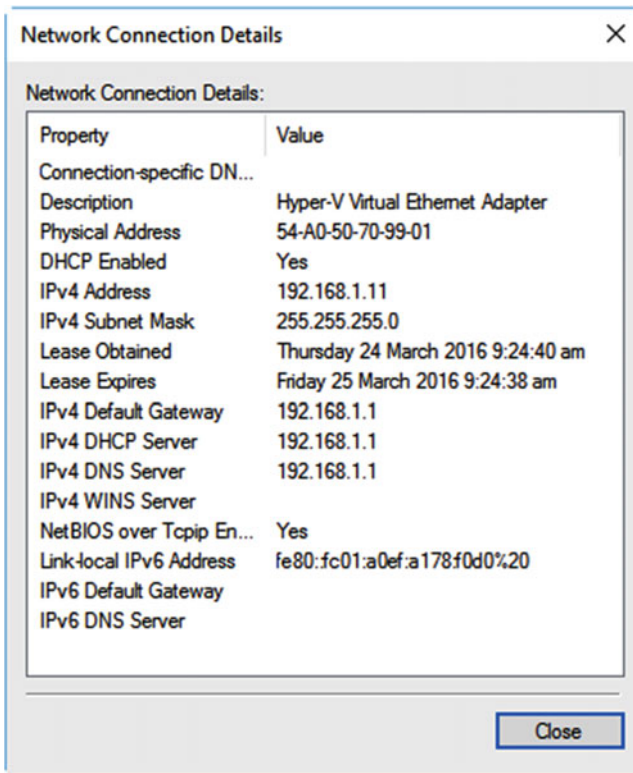 Network Connection Details
Network Connection Details:
Property Value
Connection-specific DN...
Description Hyper-V Virtual Ethernet Adapter
Physical Address 54-A0-50-70-99-01
DHCP Enabled Yes
IPv4 Address 192.168.1.11
IPv4 Subnet Mask 255.255.255.0
Lease Obtained Thursday 24 March 2016 9:24:40 am
Lease Expires Friday 25 March 2016 9:24:38 am
IPv4 Default Gateway 192.168.1.1
IPv4 DHCP Server 192.168.1.1
IPv4 DNS Server 192.168.1.1
IPv4 WINS Server
NetBIOS over Tcpip En... Yes
Link-local IPv6 Address fe80::fc01:a0ef:a178:f0d0%20
IPv6 Default Gateway
IPv6 DNS Server
Close